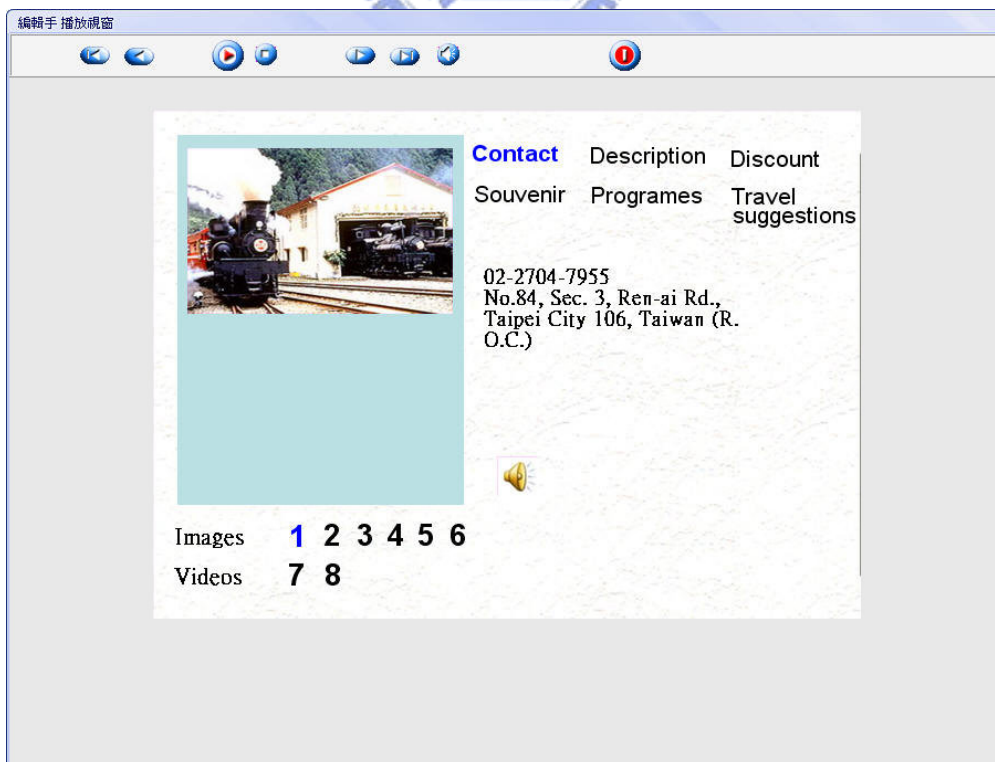 編輯手 播放視窗
Contact Description Discount
Souvenir Programes Travel
suggestions
02-2704-7955
No.84, Sec. 3, Ren-ai Rd.,
Taipei City 106, Taiwan (R.
O.C.)
Images 1 2 3 4 5 6
Videos 7 8